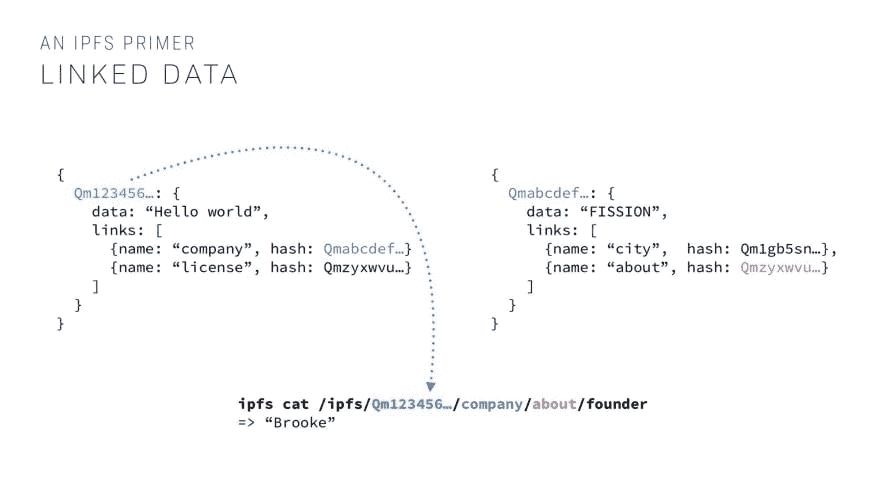 AN IPFS PRIMER
LINKED DATA
{
Qm123456…: {
data: “Hello world”,
links: [
{name: “company”, hash: Qmabcdef…}
{name: “license”, hash: Qmzyxwvu…}
]
}
}
{
Qmabcdef…: {
data: “FISSION”,
links: [
{name: “city”,  hash: Qm1gb5sn…},
{name: “about”, hash: Qmzyxwvu…}
]
}
}
ipfs cat /ipfs/Qm123456…/company/about/founder
=> “Brooke”